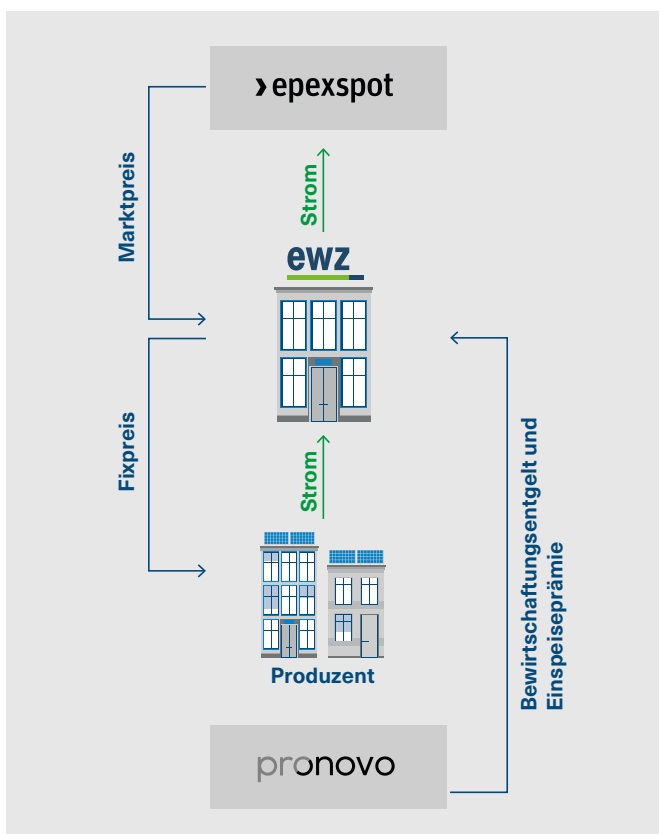 epexspot
Marktpreis
Strom
ewz
Fixpreis
Strom
Bewirtschaftungsentgelt und
Einspeiseprämie
Produzent
pronovo